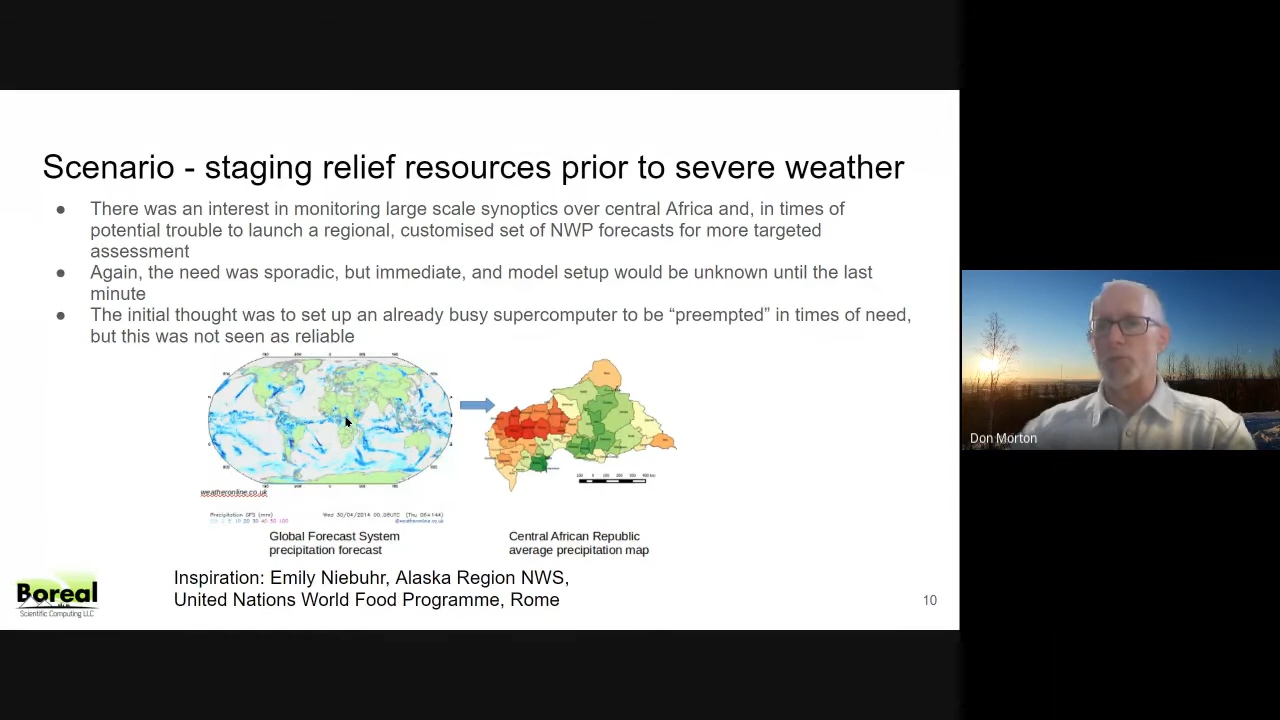 Scenario - staging relief resources prior to severe weather
● There was an interest in monitoring large scale synoptics over central Africa and, in times of
potential trouble to launch a regional, customised set of NWP forecasts for more targeted
assessment
● Again, the need was sporadic, but immediate, and model setup would be unknown until the last
minute
● The initial thought was to set up an already busy supercomputer to be “preempted” in times of need,
but this was not seen as reliable
weatheronline.co.uk
Precipitation GFS (mm)
Global Forecast System
precipitation forecast
Central African Republic
average precipitation map
Inspiration: Emily Niebuhr, Alaska Region NWS,
United Nations World Food Programme, Rome
Boreal
Scientific Computing LLC
10
Don Morton